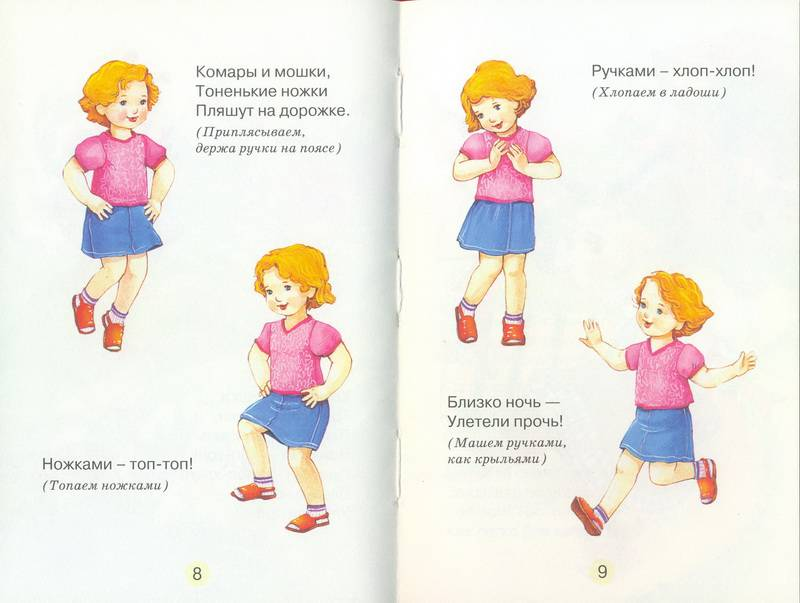 Комары и мошки,
Тоненькие ножки
Пляшут на дорожке.
(Приплясываем,
держа ручки на поясе)
Ножками – топ-топ!
(Топаем ножками)
8
Ручками – хлоп-хлоп!
(Хлопаем в ладоши)
Близко ночь —
Улетели прочь!
(Машем ручками,
как крыльями)
9